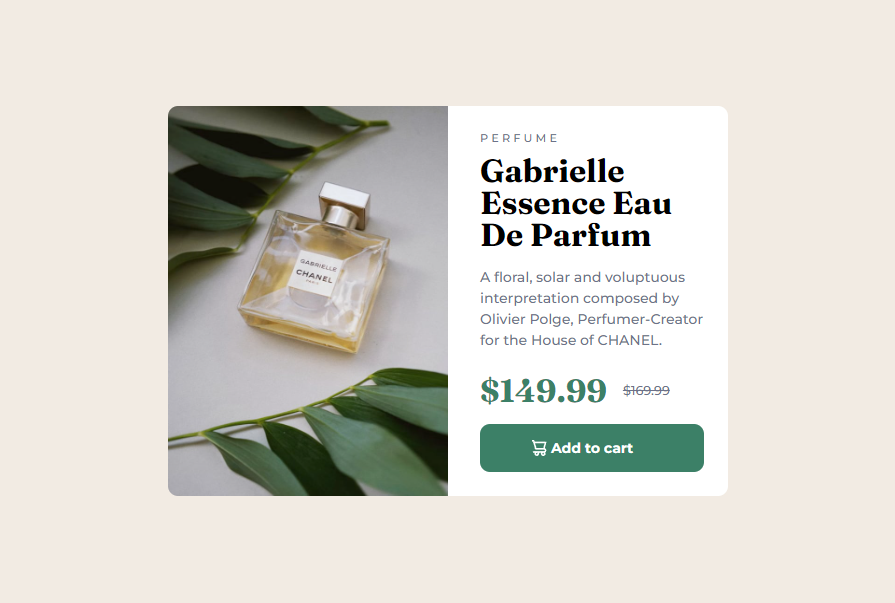 GABRIELLE
CHANEL
PARIS
PERFUME
Gabrielle
Essence Eau
De Parfum
A floral, solar and voluptuous
interpretation composed by
Olivier Polge, Perfumer-Creator
for the House of CHANEL.
$149.99 $169.99
Add to cart